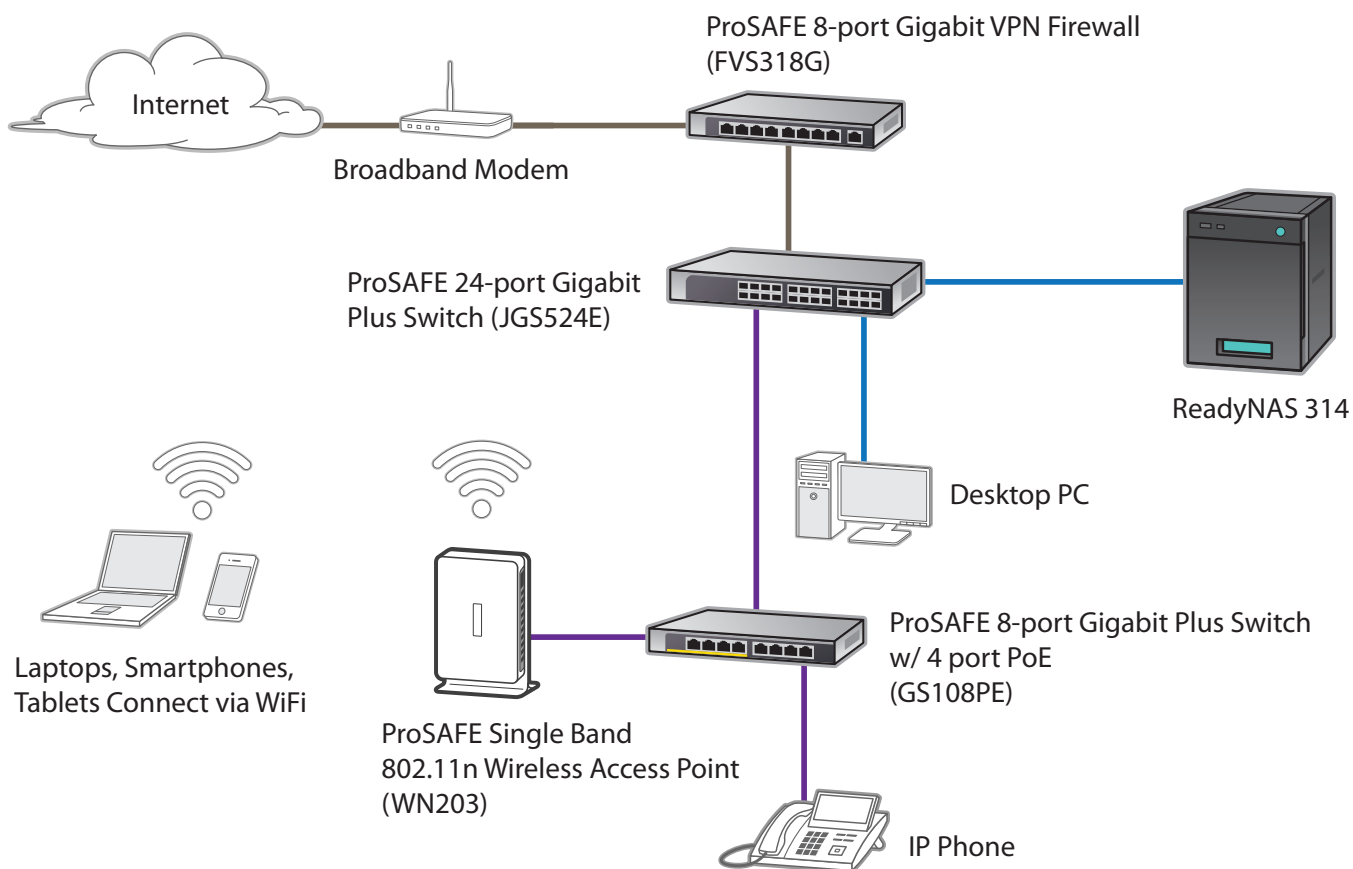 ProSAFE 8-port Gigabit VPN Firewall
(FVS318G)
Internet
Broadband Modem
ProSAFE 24-port Gigabit
Plus Switch (JGS524E)
ReadyNAS 314
Desktop PC
ProSAFE 8-port Gigabit Plus Switch
w/ 4 port PoE
(GS108PE)
Laptops, Smartphones,
Tablets Connect via WiFi
ProSAFE Single Band
802.11n Wireless Access Point
(WN203)
IP Phone